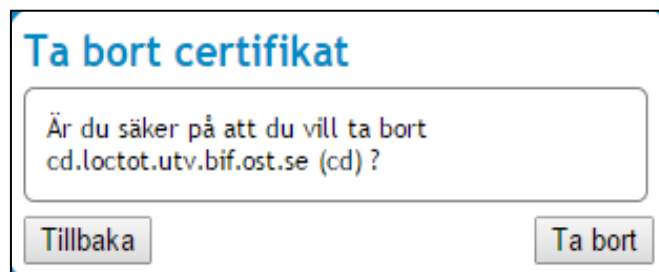 Ta bort certifikat
Är du säker på att du vill ta bort
cd.loctot.utv.bif.ost.se (cd) ?
Tillbaka
Ta bort